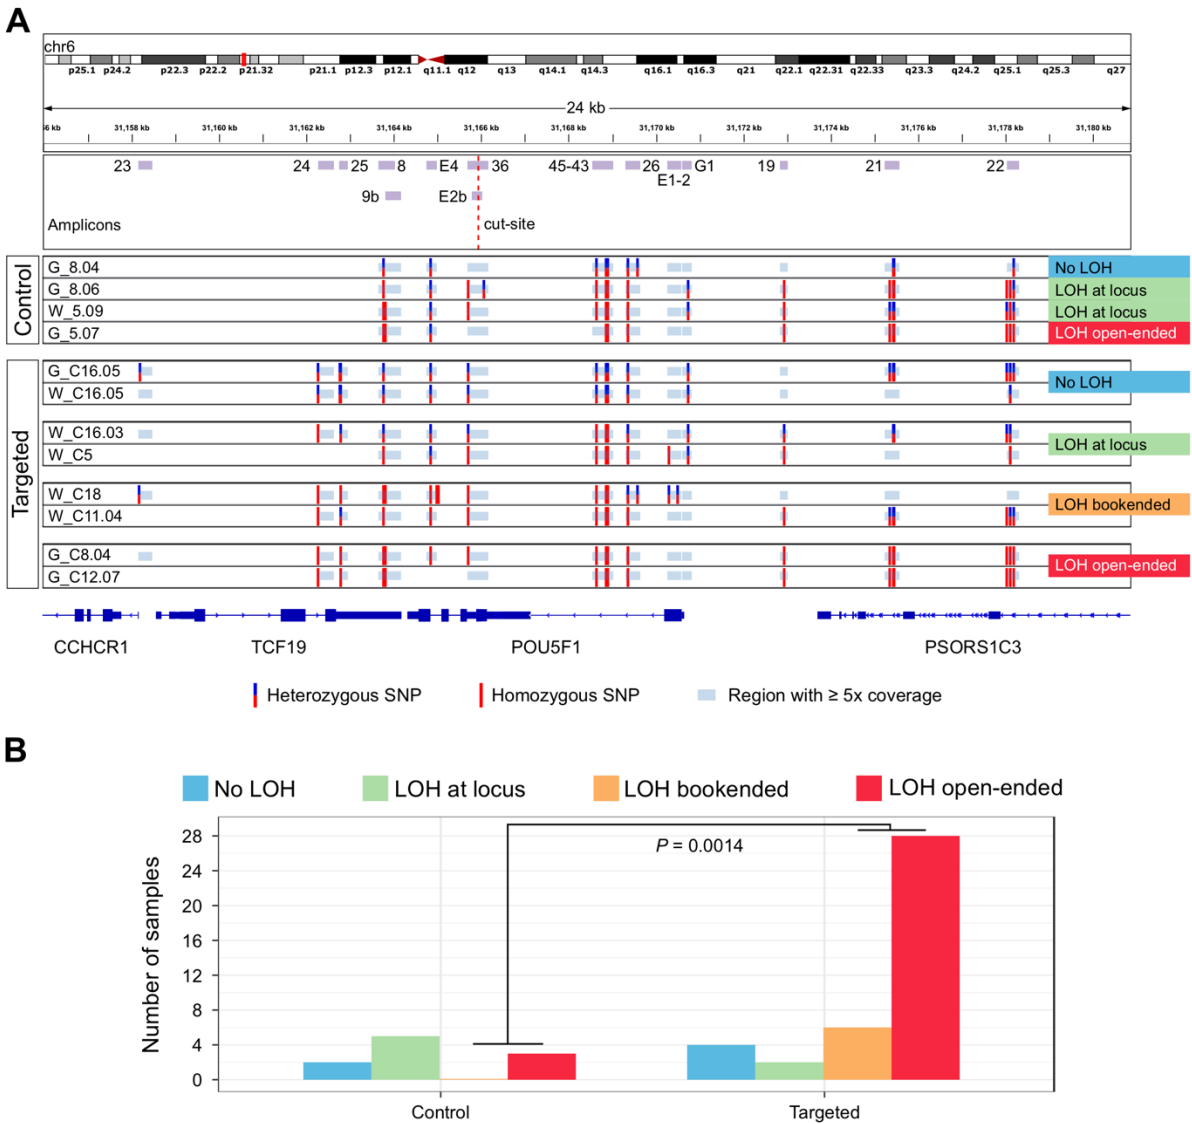 A
chr6
p25.1 p24.2 p22.3 p22.2 p21.32 p21.1 p12.3 p12.1 q11.1 q12 q13 q14.1 q14.3 q16.1 q16.3 q21 q22.1 q22.31 q22.33 q23.3 q24.2 q25.1 q25.3 q27
24 kb
56 kb 31,158 kb 31,160 kb 31,162 kb 31,164 kb 31,166 kb 31,168 kb 31,170 kb 31,172 kb 31,174 kb 31,176 kb 31,178 kb 31,180 kb
23 24 25 8 E4 36 45-43 26 G1 19 21 22
E1-2
9b E2b
Amplicons cut-site
Control
G_8.04 No LOH
G_8.06 LOH at locus
W_5.09 LOH at locus
G_5.07 LOH open-ended
Targeted
G_C16.05
No LOH
W_C16.05
W_C16.03
LOH at locus
W_C5
W_C18
LOH bookended
W_C11.04
G_C8.04
LOH open-ended
G_C12.07
CCHCR1 TCF19 POU5F1 PSORS1C3
Heterozygous SNP Homozygous SNP Region with ≥ 5x coverage
B
No LOH LOH at locus LOH bookended LOH open-ended
Number of samples
28
24
20
16
12
8
4
0
P = 0.0014
Control Targeted